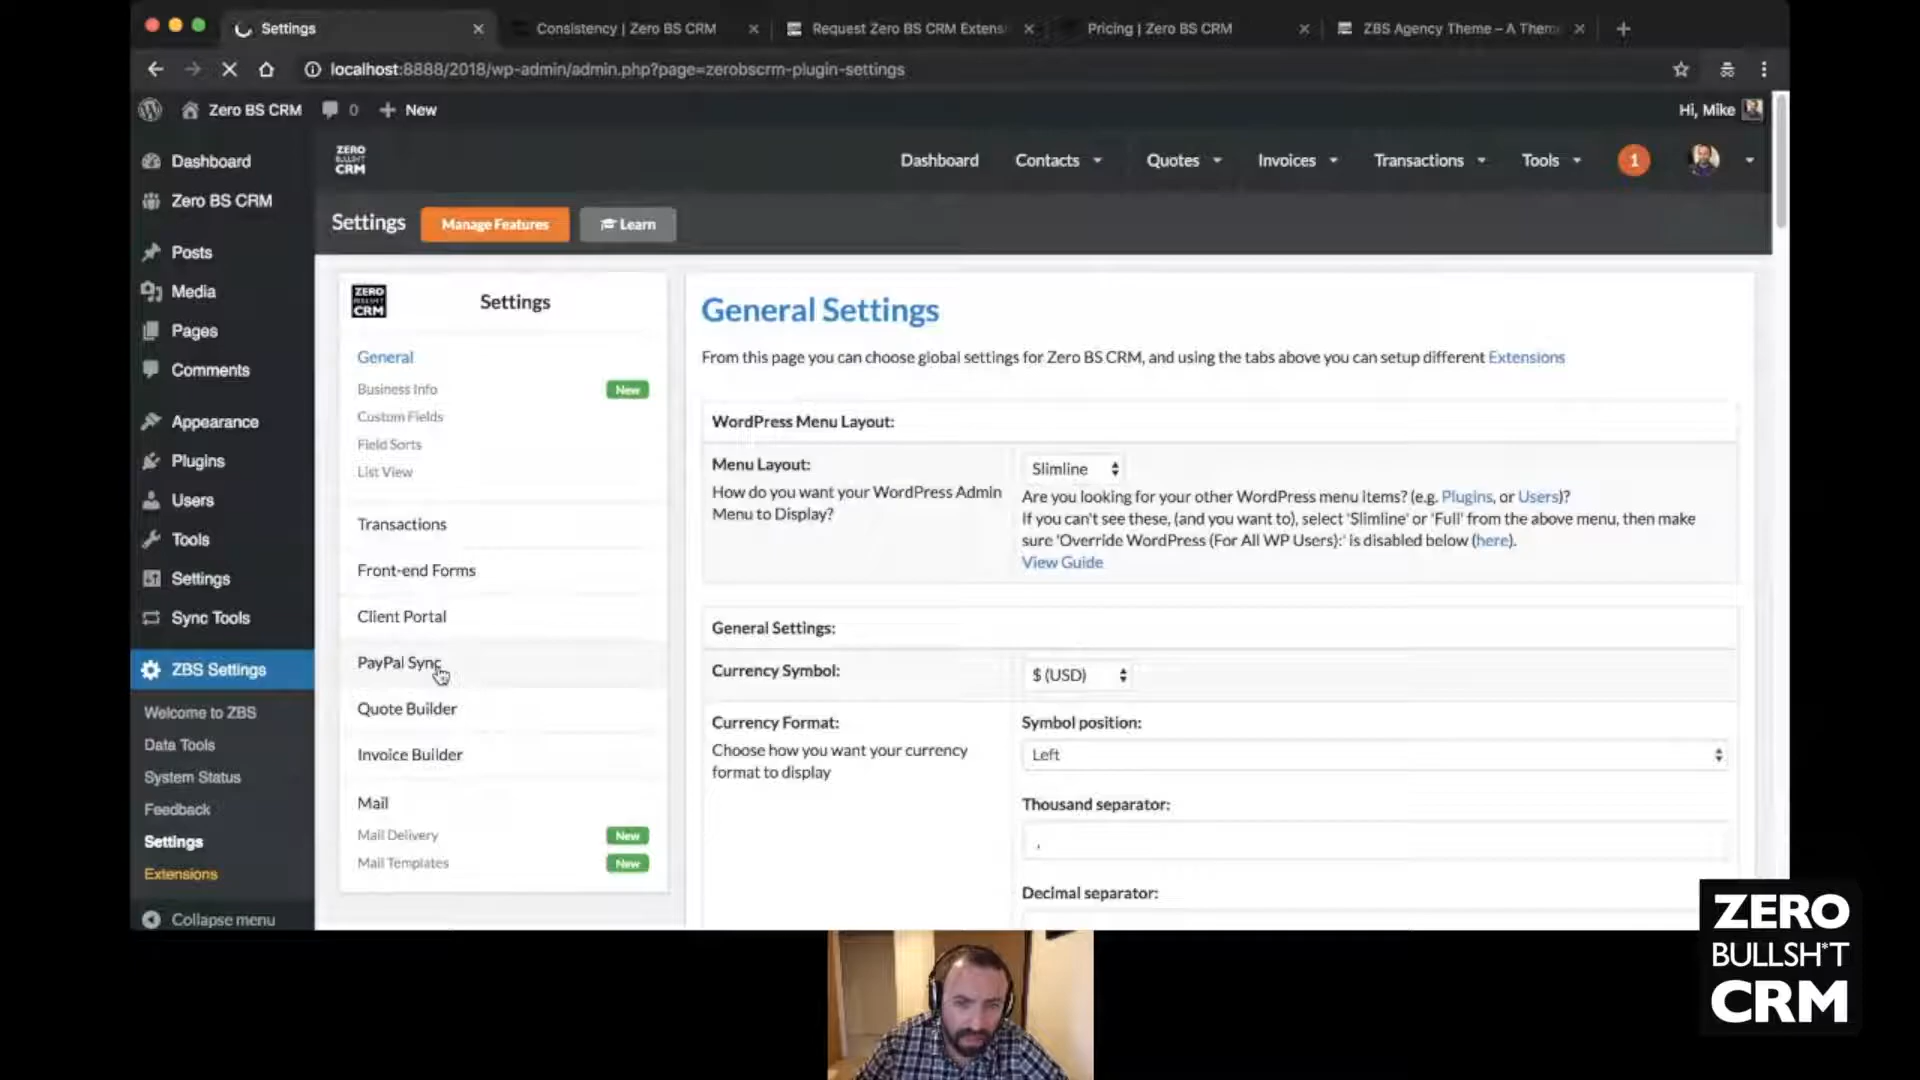 Settings
Consistency | Zero BS CRM
Request Zero BS CRM Extens
Pricing | Zero BS CRM
ZBS Agency Theme – A Them
localhost:8888/2018/wp-admin/admin.php?page=zerobscrm-plugin-settings
Zero BS CRM
0
New
Hi, Mike
Dashboard
Zero BS CRM
Posts
Media
Pages
Comments
Appearance
Plugins
Users
Tools
Settings
Sync Tools
ZBS Settings
Welcome to ZBS
Data Tools
System Status
Feedback
Settings
Extensions
Collapse menu
ZERO
BULLSH*T
CRM
Dashboard
Contacts
Quotes
Invoices
Transactions
Tools
1
Settings
Manage Features
Learn
ZERO
BULLSH*T
CRM
Settings
General
Business Info
New
Custom Fields
Field Sorts
List View
Transactions
Front-end Forms
Client Portal
PayPal Sync
Quote Builder
Invoice Builder
Mail
Mail Delivery
New
Mail Templates
New
General Settings
From this page you can choose global settings for Zero BS CRM, and using the tabs above you can setup different Extensions
WordPress Menu Layout:
Menu Layout:
How do you want your WordPress Admin
Menu to Display?
Slimline
Are you looking for your other WordPress menu items? (e.g. Plugins, or Users)?
If you can't see these, (and you want to), select 'Slimline' or 'Full' from the above menu, then make
sure 'Override WordPress (For All WP Users):' is disabled below (here).
View Guide
General Settings:
Currency Symbol:
$ (USD)
Currency Format:
Choose how you want your currency
format to display
Symbol position:
Left
Thousand separator:
,
Decimal separator:
ZERO
BULLSH*T
CRM